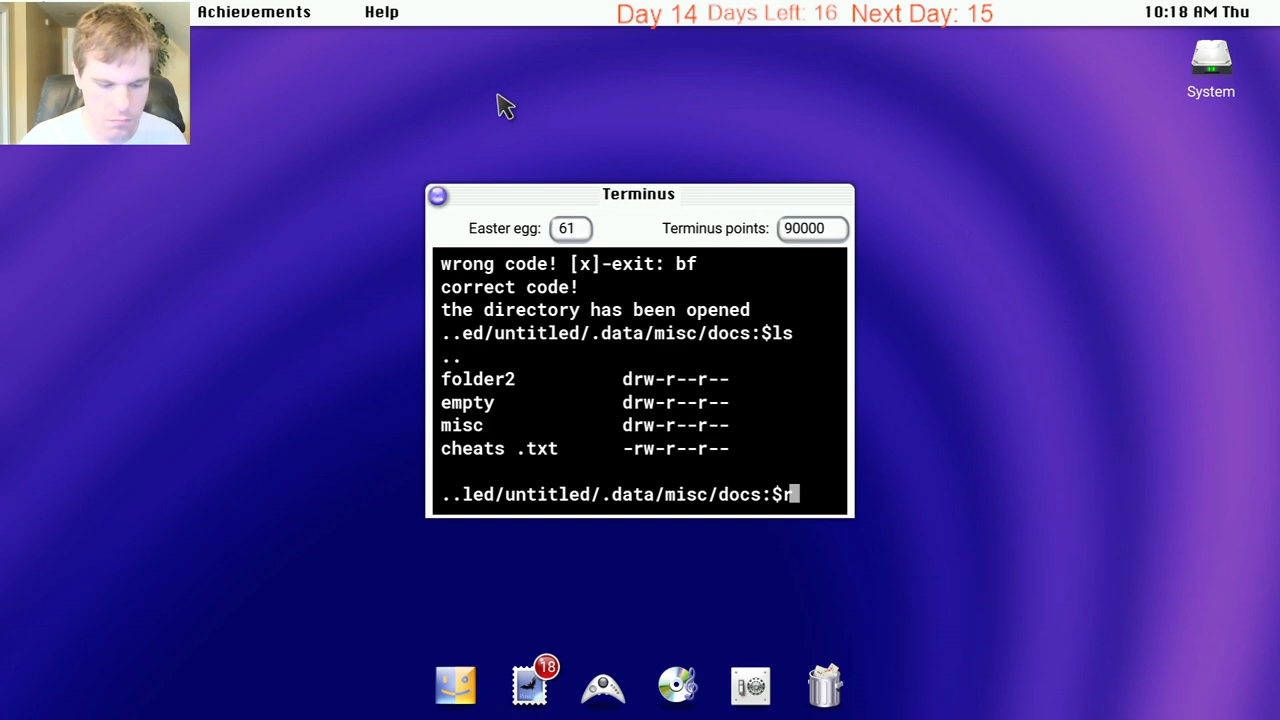 Achievements Help Day 14 Days Left: 16 Next Day: 15 10:18 AM Thu
System
Terminus
Easter egg: 61 Terminus points: 90000
wrong code! [x]-exit: bf
correct code!
the directory has been opened
..ed/untitled/.data/misc/docs:$ls
..
folder2 drw-r--r--
empty drw-r--r--
misc drw-r--r--
cheats .txt -rw-r--r--
..led/untitled/.data/misc/docs:$r
18